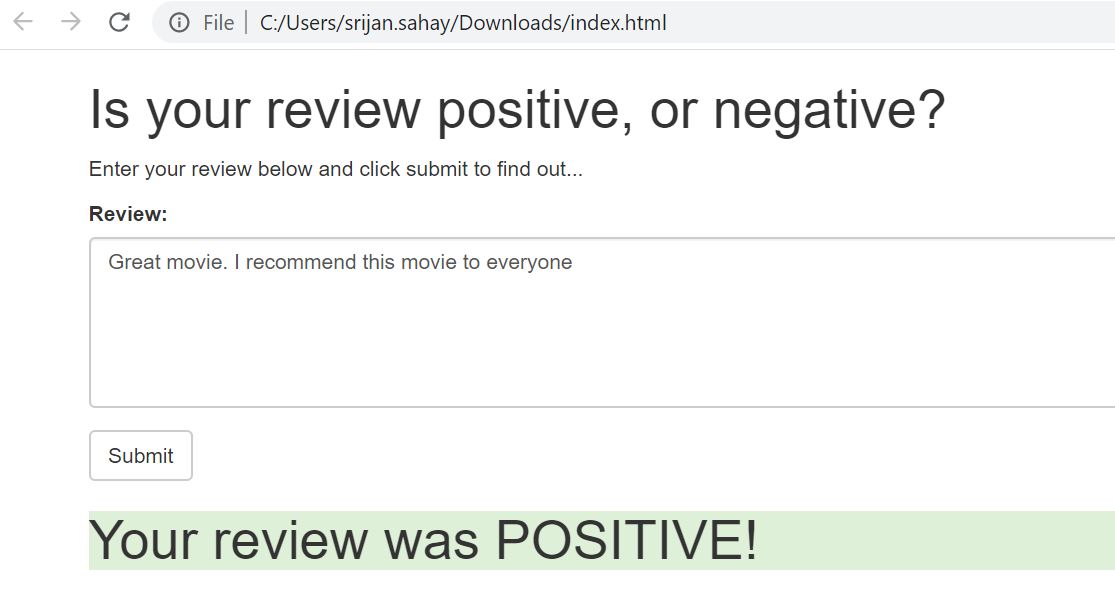 File | C:/Users/srijan.sahay/Downloads/index.html
Is your review positive, or negative?
Enter your review below and click submit to find out...
Review:
Great movie. I recommend this movie to everyone
Submit
Your review was POSITIVE!